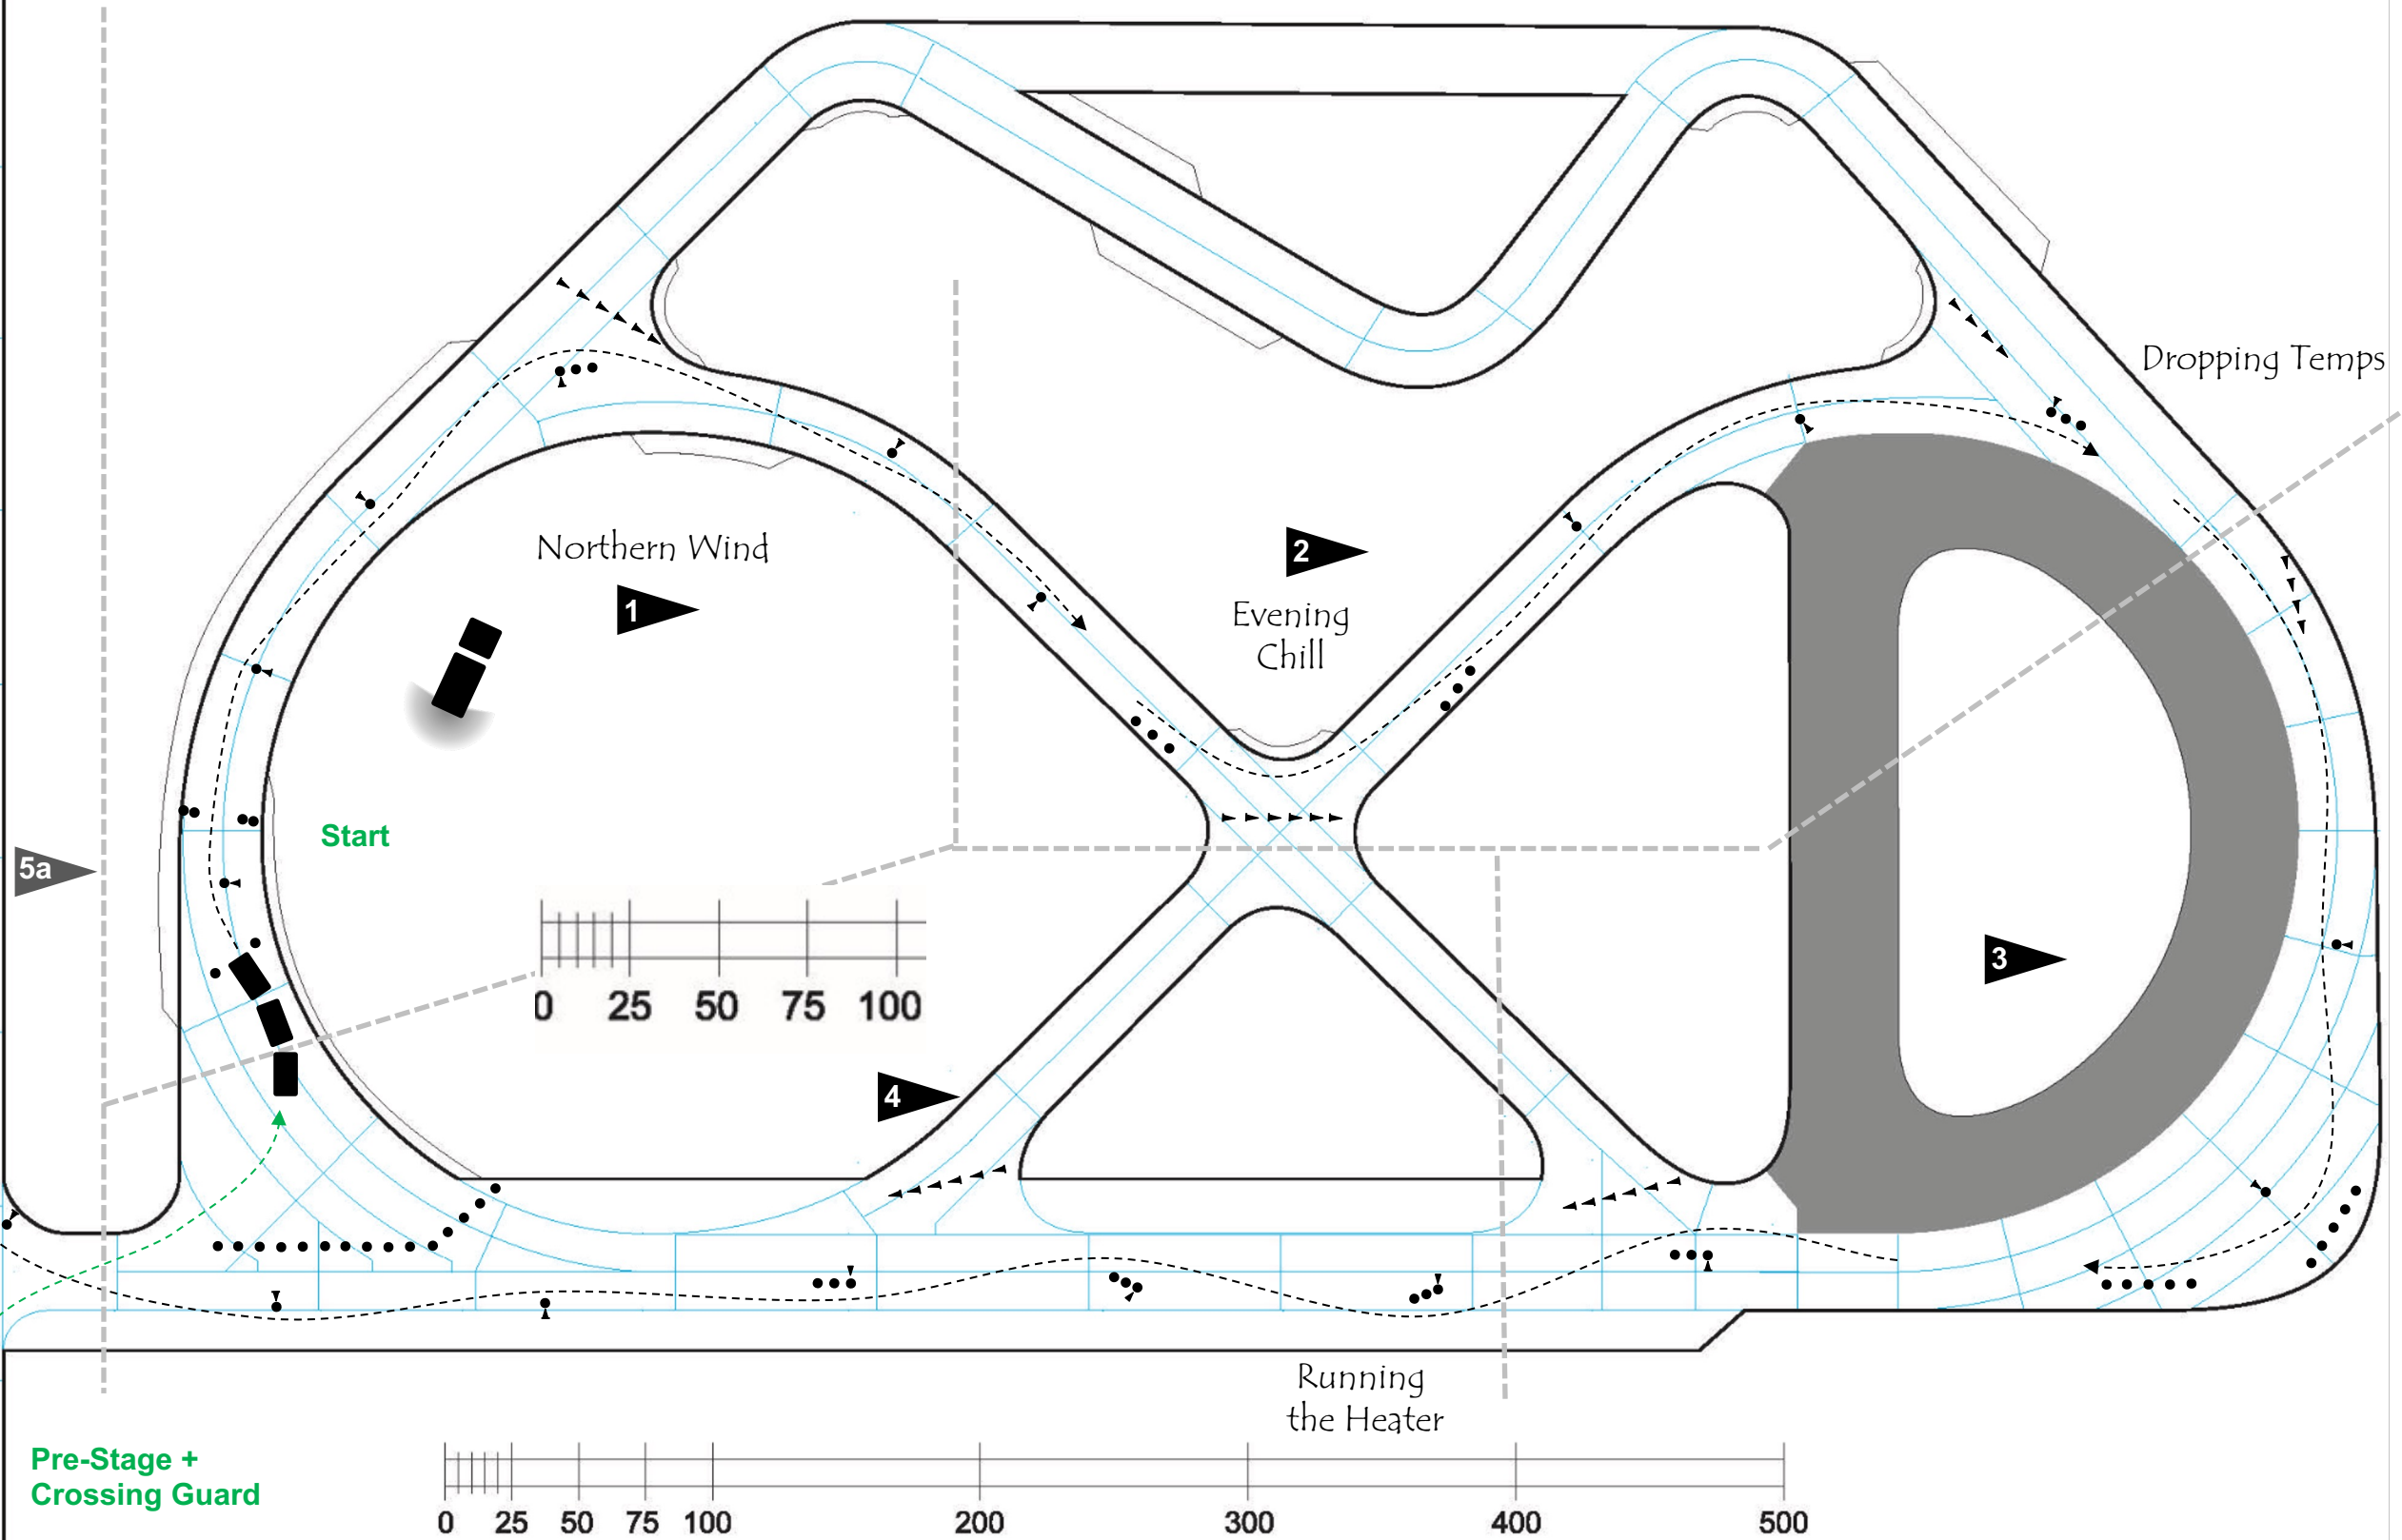 Dropping Temps
Northern Wind
1
2
Evening
Chill
Start
5a
3
0 25 50 75 100
4
Running
the Heater
Pre-Stage +
Crossing Guard
0 25 50 75 100 200 300 400 500